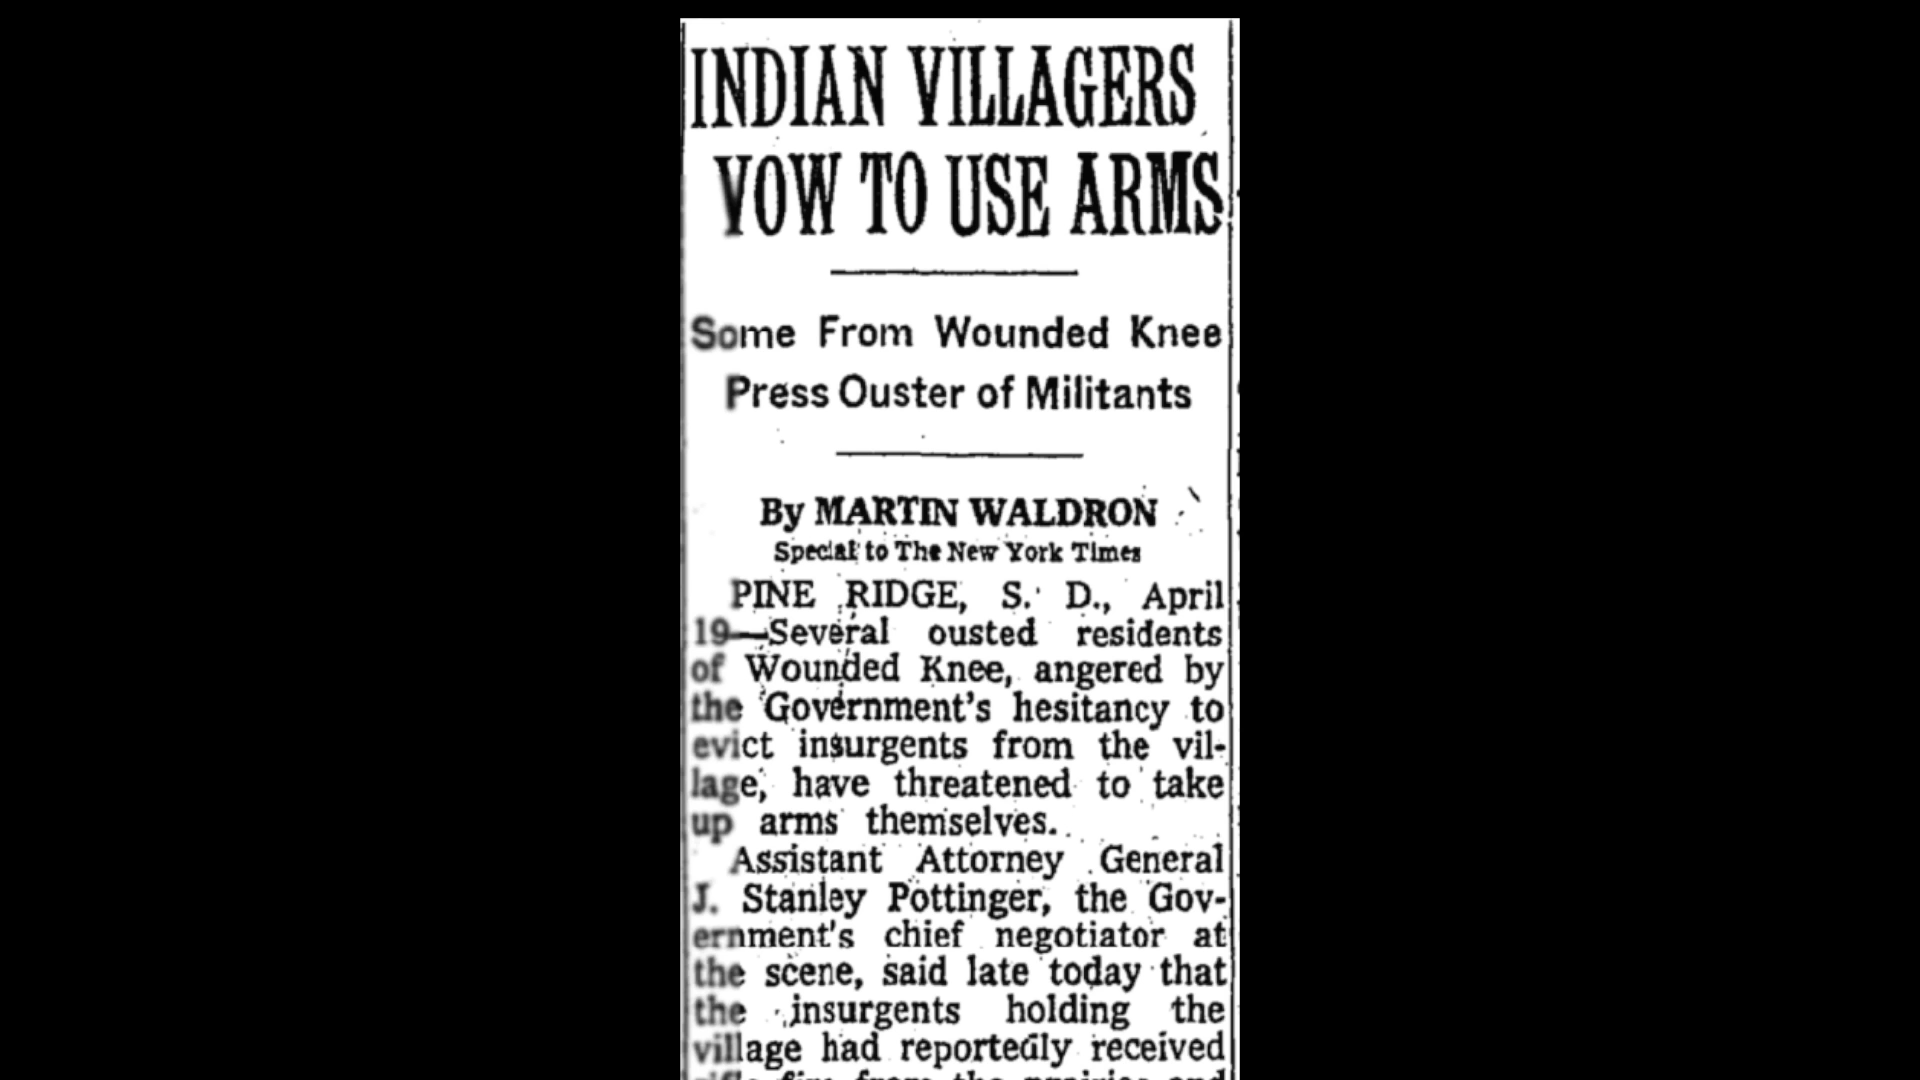 INDIAN VILLAGERS
VOW TO USE ARMS
Some From Wounded Knee
Press Ouster of Militants
By MARTIN WALDRON
Special to The New York Times
PINE RIDGE, S. D., April
19—Several ousted residents
of Wounded Knee, angered by
the Government's hesitancy to
evict insurgents from the vil-
lage, have threatened to take
up arms themselves.
Assistant Attorney General
J. Stanley Pottinger, the Gov-
ernment's chief negotiator at
the scene, said late today that
the insurgents holding the
village had reportedly received